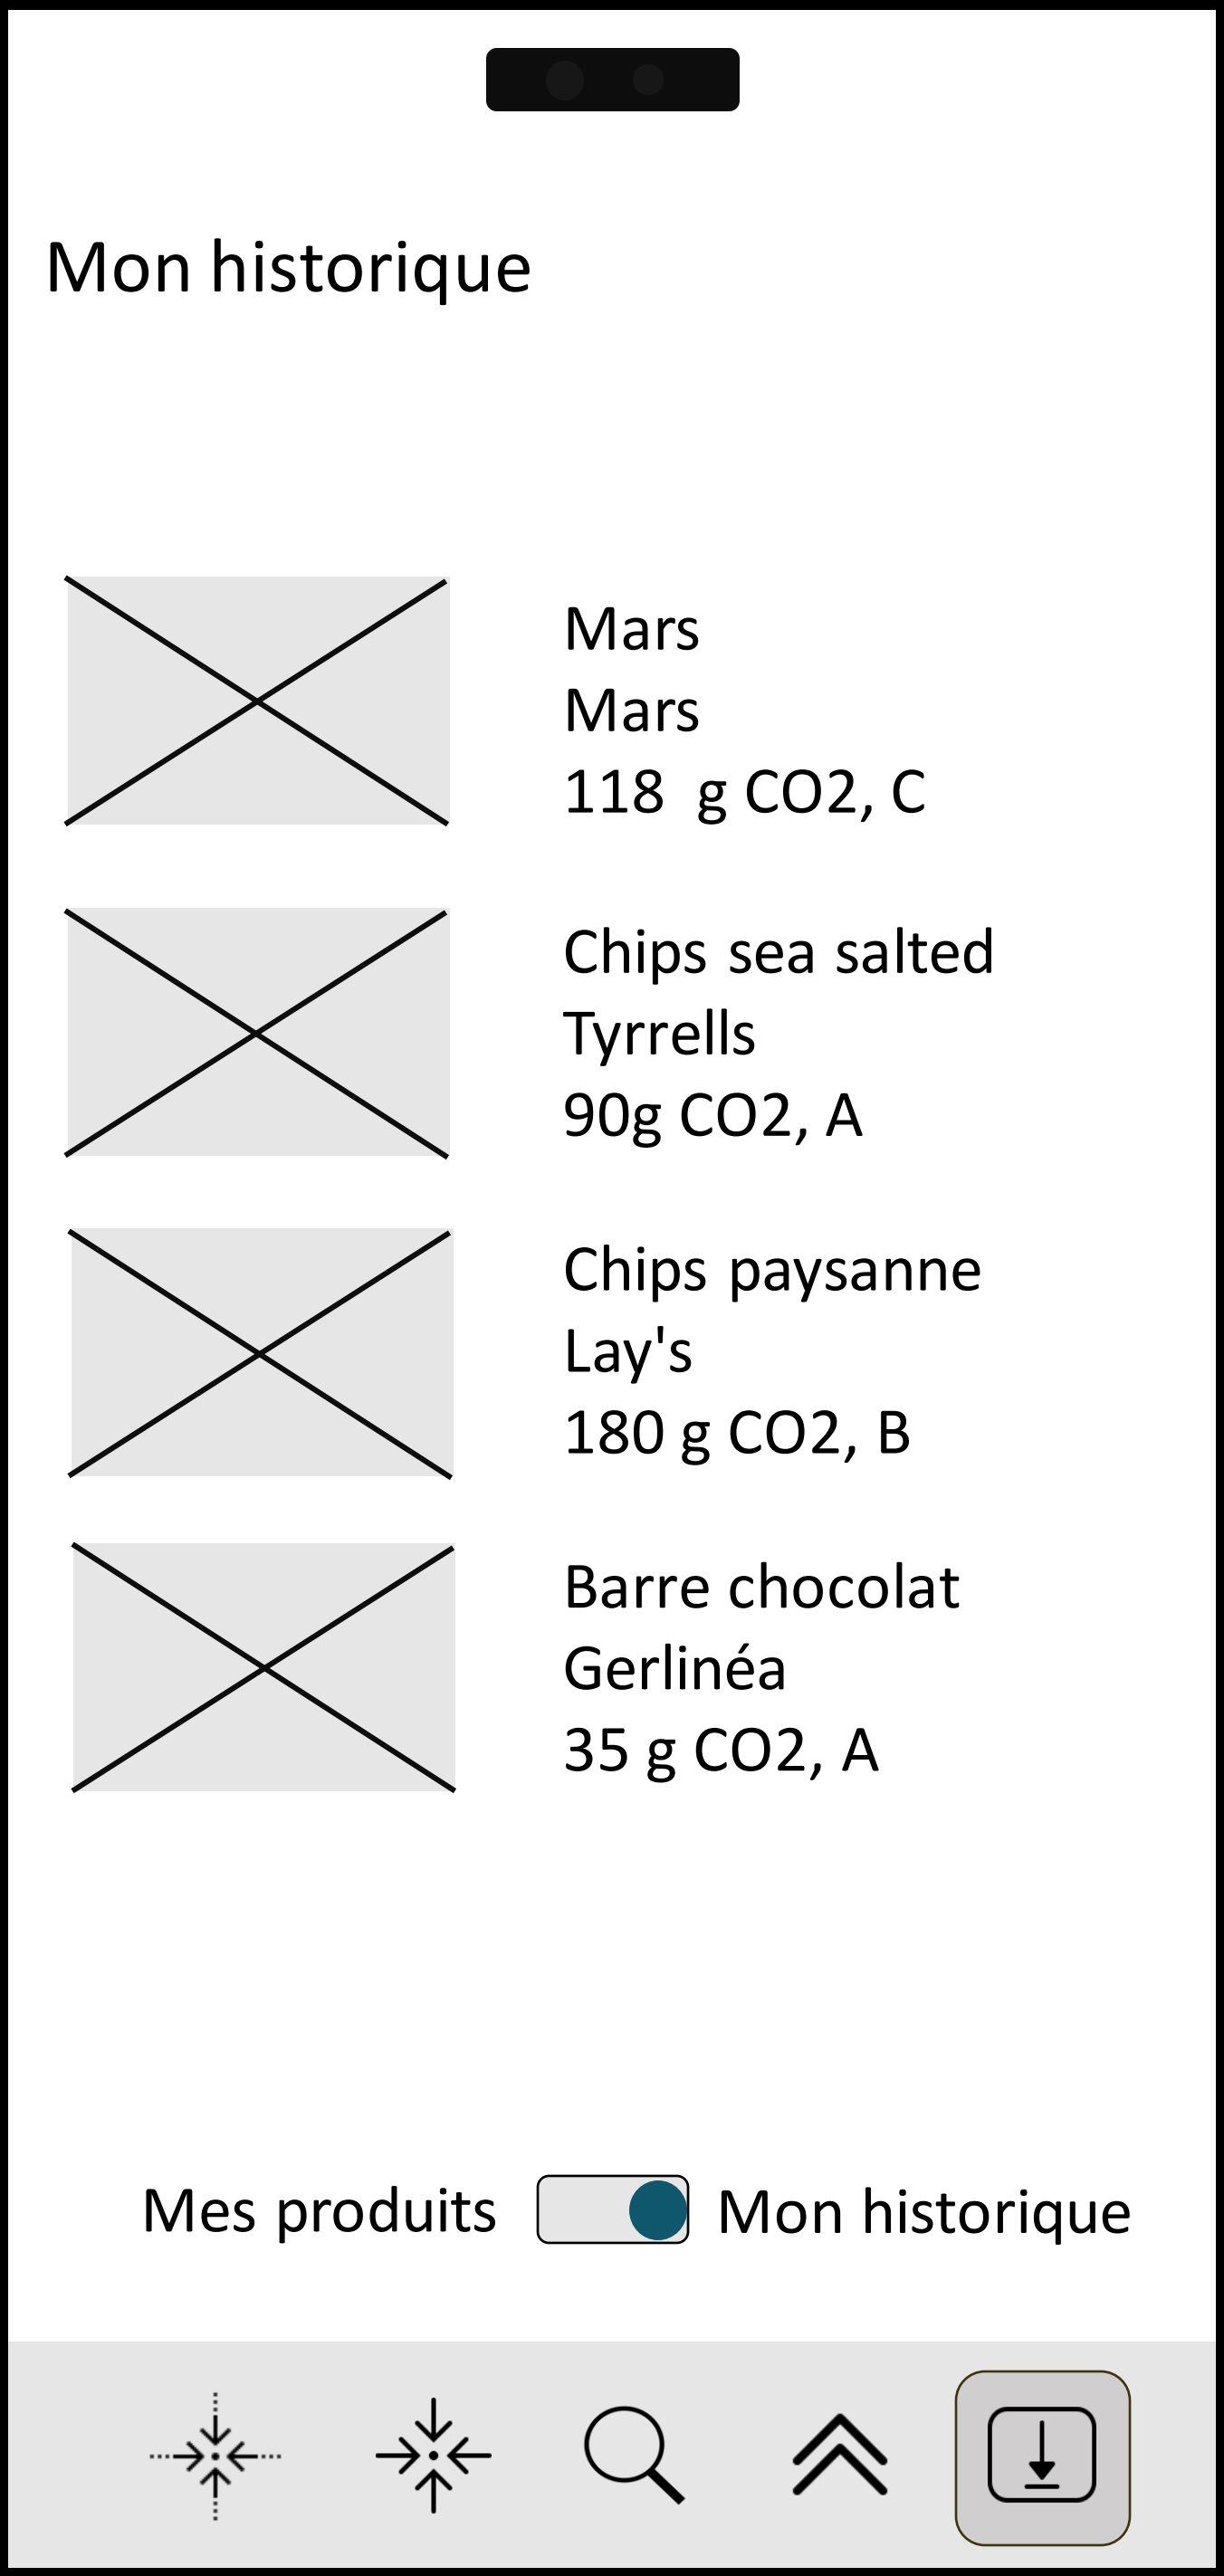 Mon historique
Mars
Mars
118  g CO2, C
Chips sea salted
Tyrrells
90g CO2, A
Chips paysanne
Lay's
180 g CO2, B
Barre chocolat
Gerlinéa
35 g CO2, A
Mes produits
Mon historique